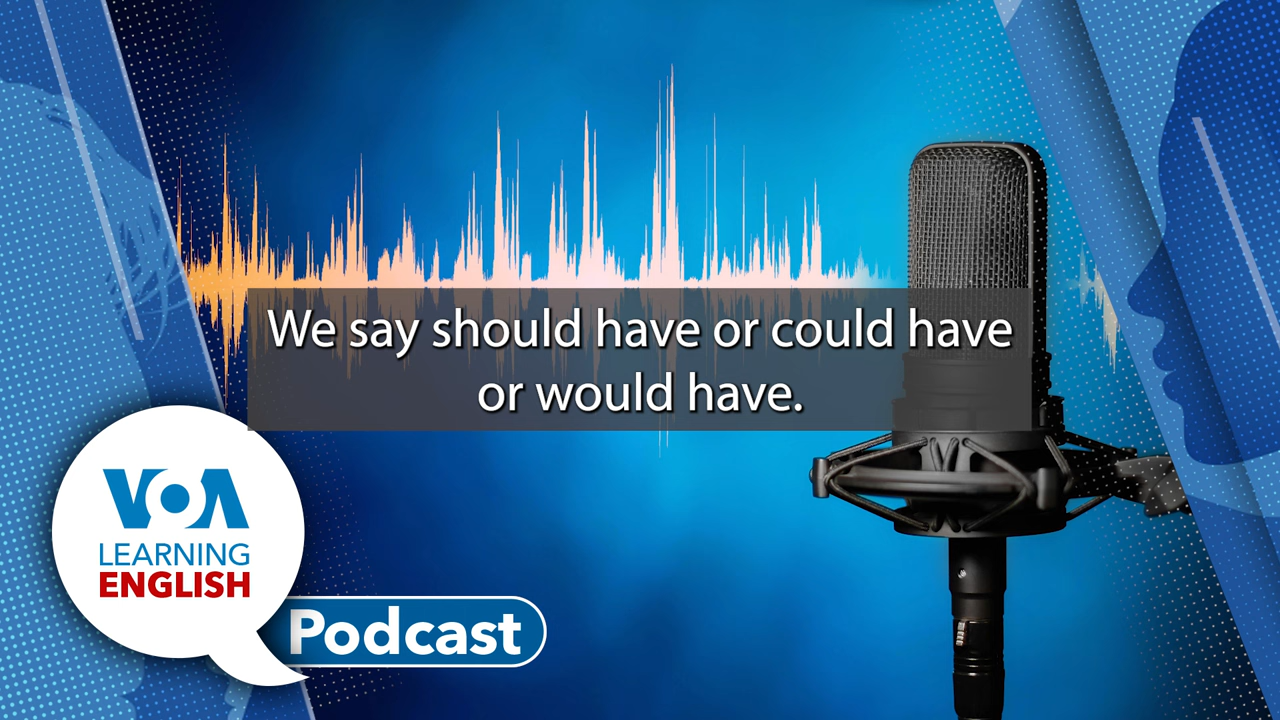 We say should have or could have
or would have.
VOA
LEARNING
ENGLISH
Podcast